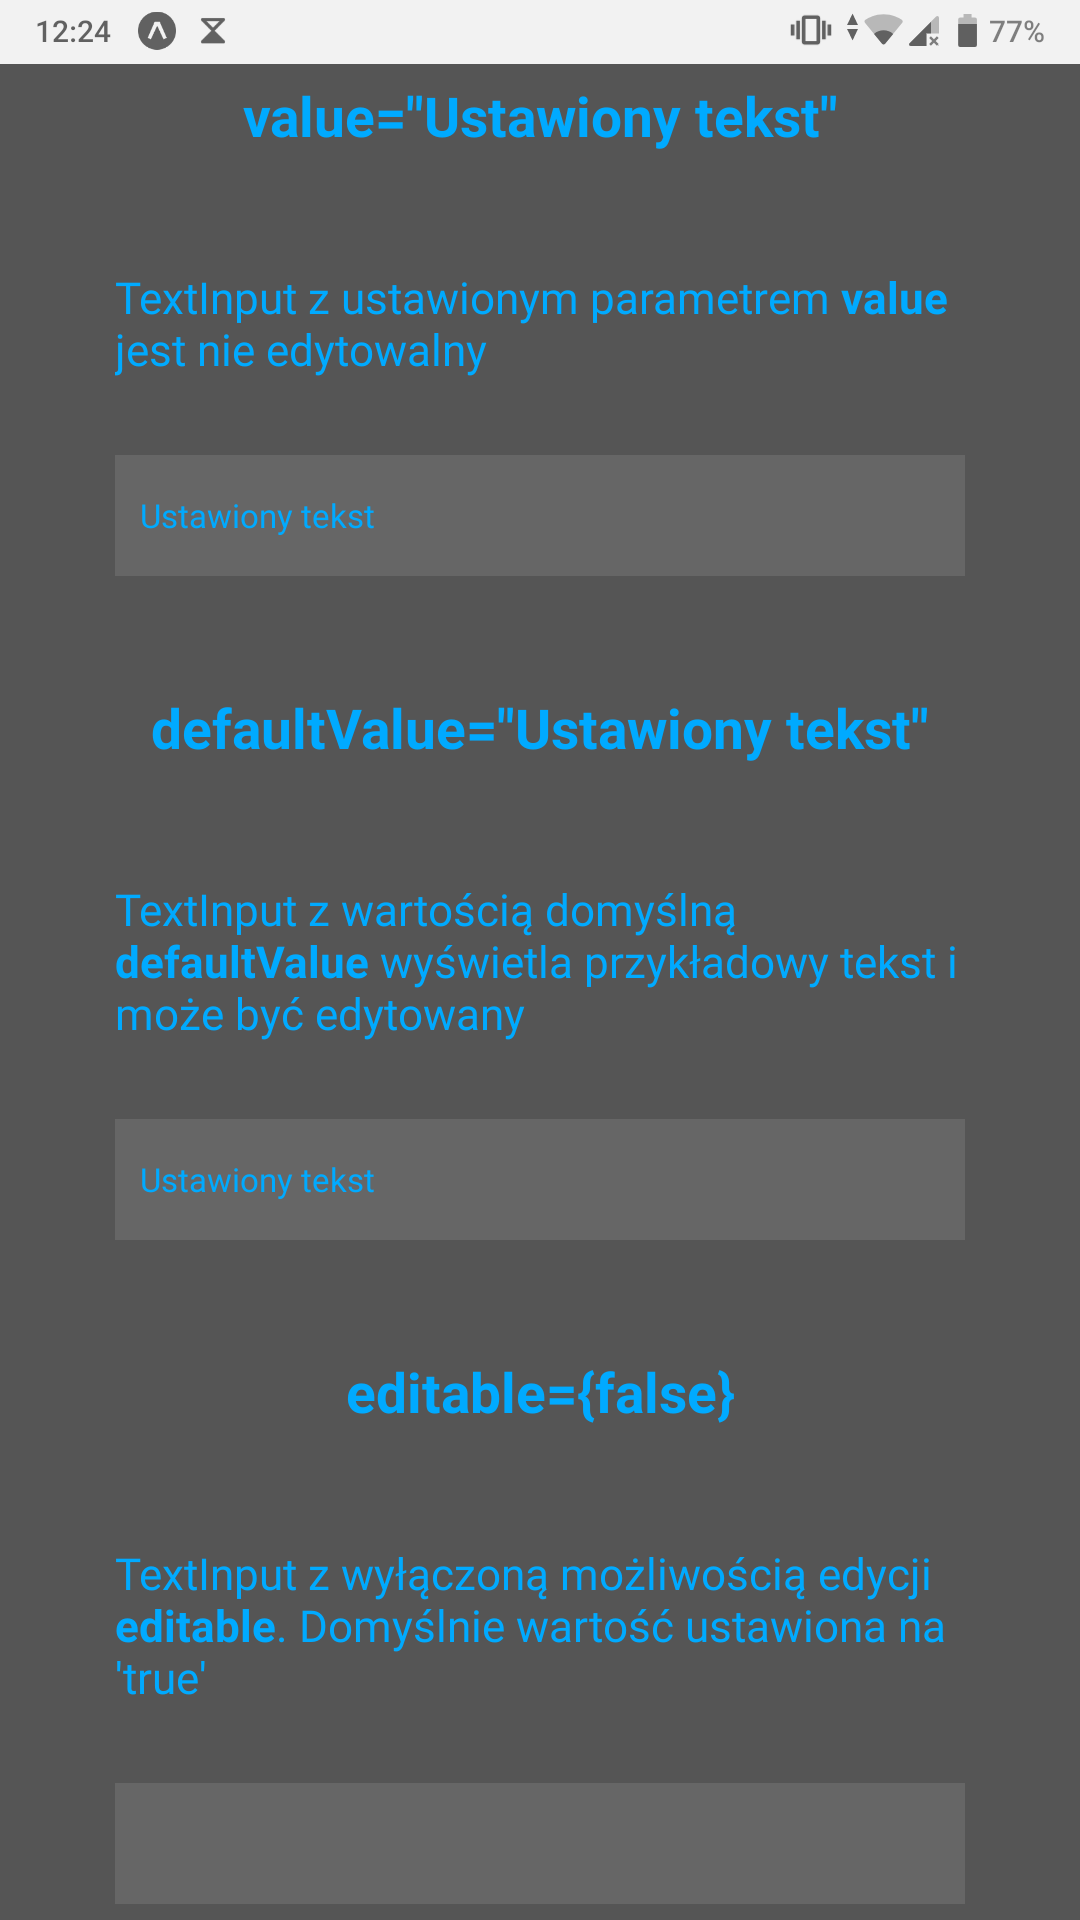 12:24
77%
value="Ustawiony tekst"
TextInput z ustawionym parametrem value
jest nie edytowalny
Ustawiony tekst
defaultValue="Ustawiony tekst"
TextInput z wartością domyślną
defaultValue wyświetla przykładowy tekst i
może być edytowany
Ustawiony tekst
editable={false}
TextInput z wyłączoną możliwością edycji
editable. Domyślnie wartość ustawiona na
'true'